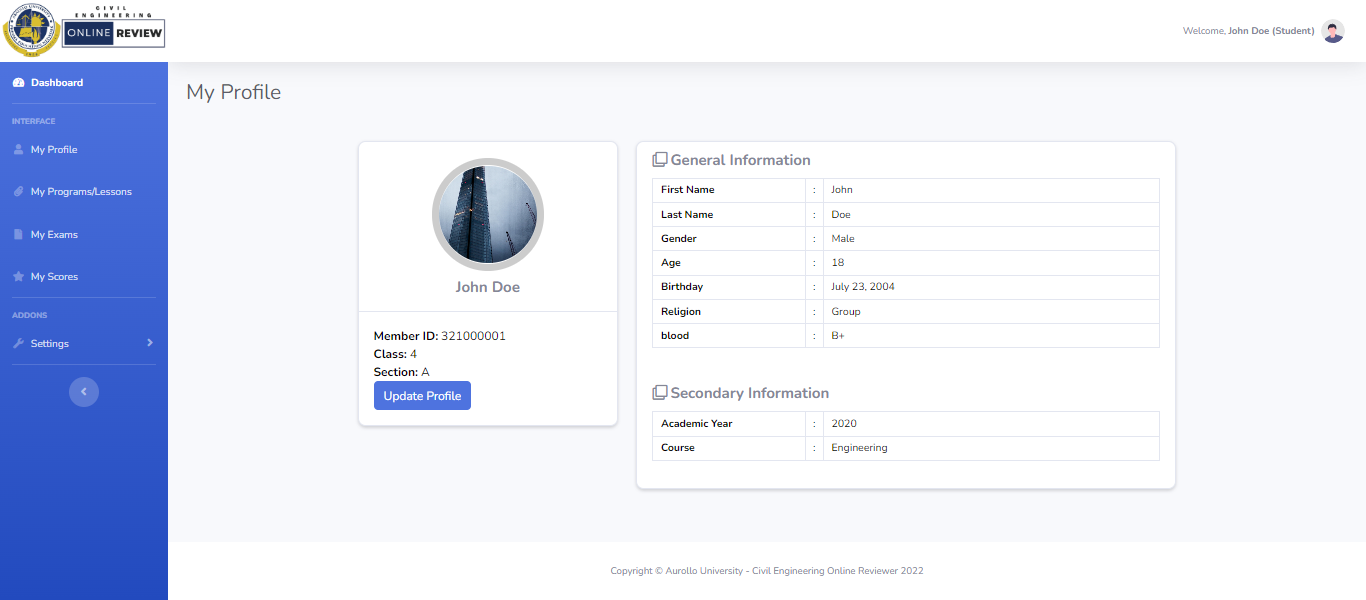 CIVIL
ENGINEERING
ONLINE REVIEW
Welcome, John Doe (Student)
Dashboard
INTERFACE
My Profile
My Programs/Lessons
My Exams
My Scores
ADDONS
Settings
My Profile
John Doe
Member ID: 321000001
Class: 4
Section: A
Update Profile
General Information
First Name : John
Last Name : Doe
Gender : Male
Age : 18
Birthday : July 23, 2004
Religion : Group
blood : B+
Secondary Information
Academic Year : 2020
Course : Engineering
Copyright © Aurollo University - Civil Engineering Online Reviewer 2022